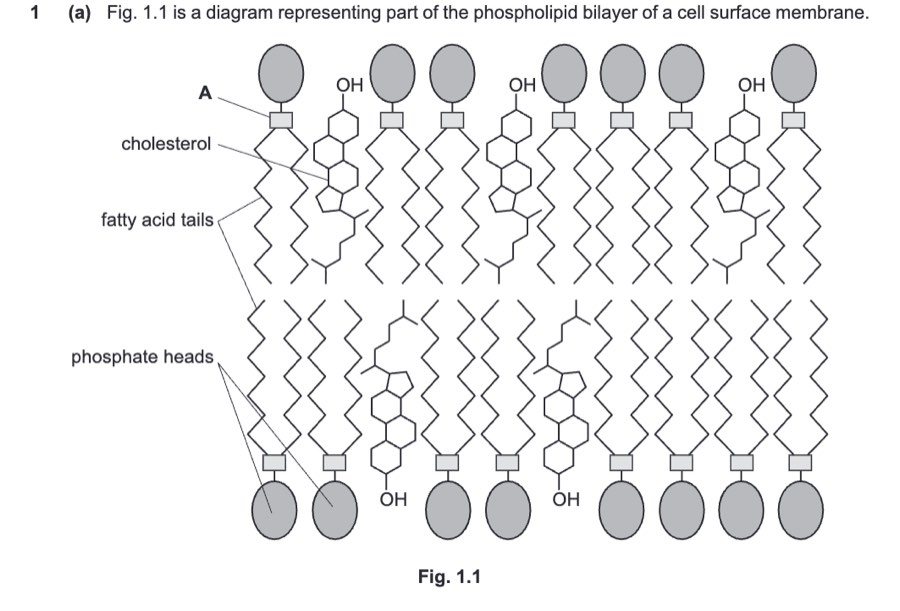 1 (a) Fig. 1.1 is a diagram representing part of the phospholipid bilayer of a cell surface membrane.
OH OH OH
A
cholesterol
fatty acid tails
phosphate heads
OH OH
Fig. 1.1